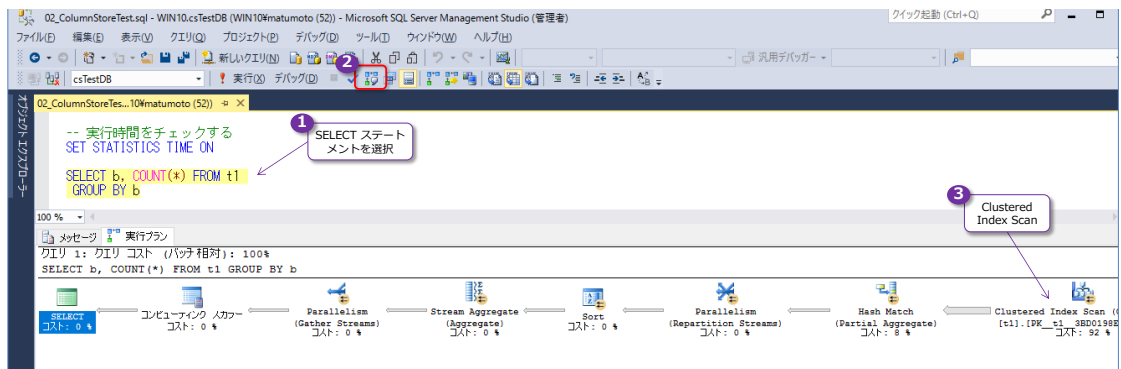 02_ColumnStoreTest.sql - WIN10.csTestDB (WIN10¥matumoto (52)) - Microsoft SQL Server Management Studio (管理者)
クイック起動 (Ctrl+Q)
ファイル(F) 編集(E) 表示(V) クエリ(Q) プロジェクト(P) デバッグ(D) ツール(T) ウィンドウ(W) ヘルプ(H)
新しいクエリ(N)
汎用デバッガー
2
csTestDB
実行(X) デバッグ(D)
オブジェクト エクスプローラー
02_ColumnStoreTes...10¥matumoto (52))
-- 実行時間をチェックする
SET STATISTICS TIME ON
1
SELECT ステート
メントを選択
SELECT b, COUNT(*) FROM t1
GROUP BY b
3
Clustered
Index Scan
100 %
メッセージ 実行プラン
クエリ 1: クエリ コスト (バッチ相対): 100%
SELECT b, COUNT(*) FROM t1 GROUP BY b
SELECT
コスト: 0 %
コンピューティング スカラー
コスト: 0 %
Parallelism
(Gather Streams)
コスト: 0 %
Stream Aggregate
(Aggregate)
コスト: 0 %
Sort
コスト: 0 %
Parallelism
(Repartition Streams)
コスト: 0 %
Hash Match
(Partial Aggregate)
コスト: 8 %
Clustered Index Scan (
[t1].[PK__t1__3BD0198E
コスト: 92 %